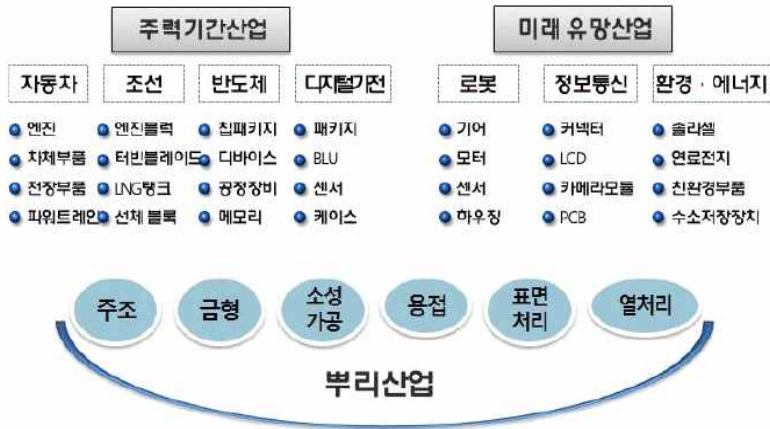 주력기간산업
미래 유망산업
자동차 조선 반도체 디지털가전 로봇 정보통신 환경 · 에너지
엔진 엔진블럭 칩패키지 패키지 기어 커넥터 솔라셀
차체부품 터빈블레이드 디바이스 BLU 모터 LCD 연료전지
전장부품 LNG탱크 공정장비 센서 센서 카메라모듈 친환경부품
파워트레인 선체 블록 메모리 케이스 하우징 PCB 수소저장장치
주조 금형 소성 가공 용접 표면 처리 열처리
뿌리산업